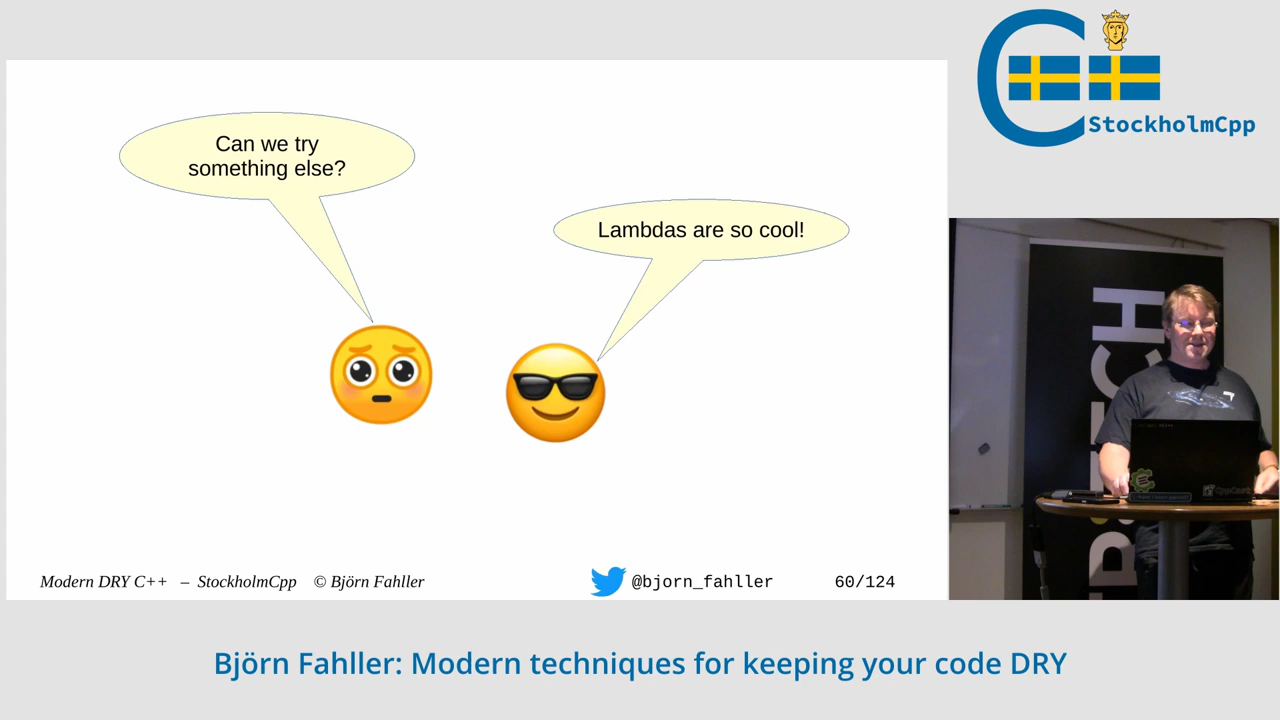 Can we try
something else?
Lambdas are so cool!
Modern DRY C++ – StockholmCpp © Björn Fahller
@bjorn_fahller
60/124
StockholmCpp
Björn Fahller: Modern techniques for keeping your code DRY